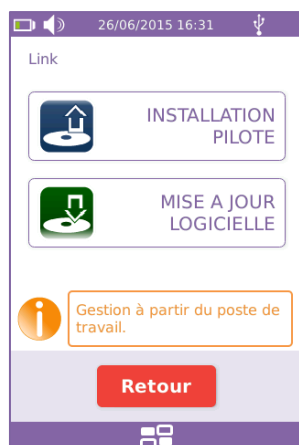 26/06/2015 16:31
Link
INSTALLATION
PILOTE
MISE A JOUR
LOGICIELLE
Gestion à partir du poste de
travail.
Retour